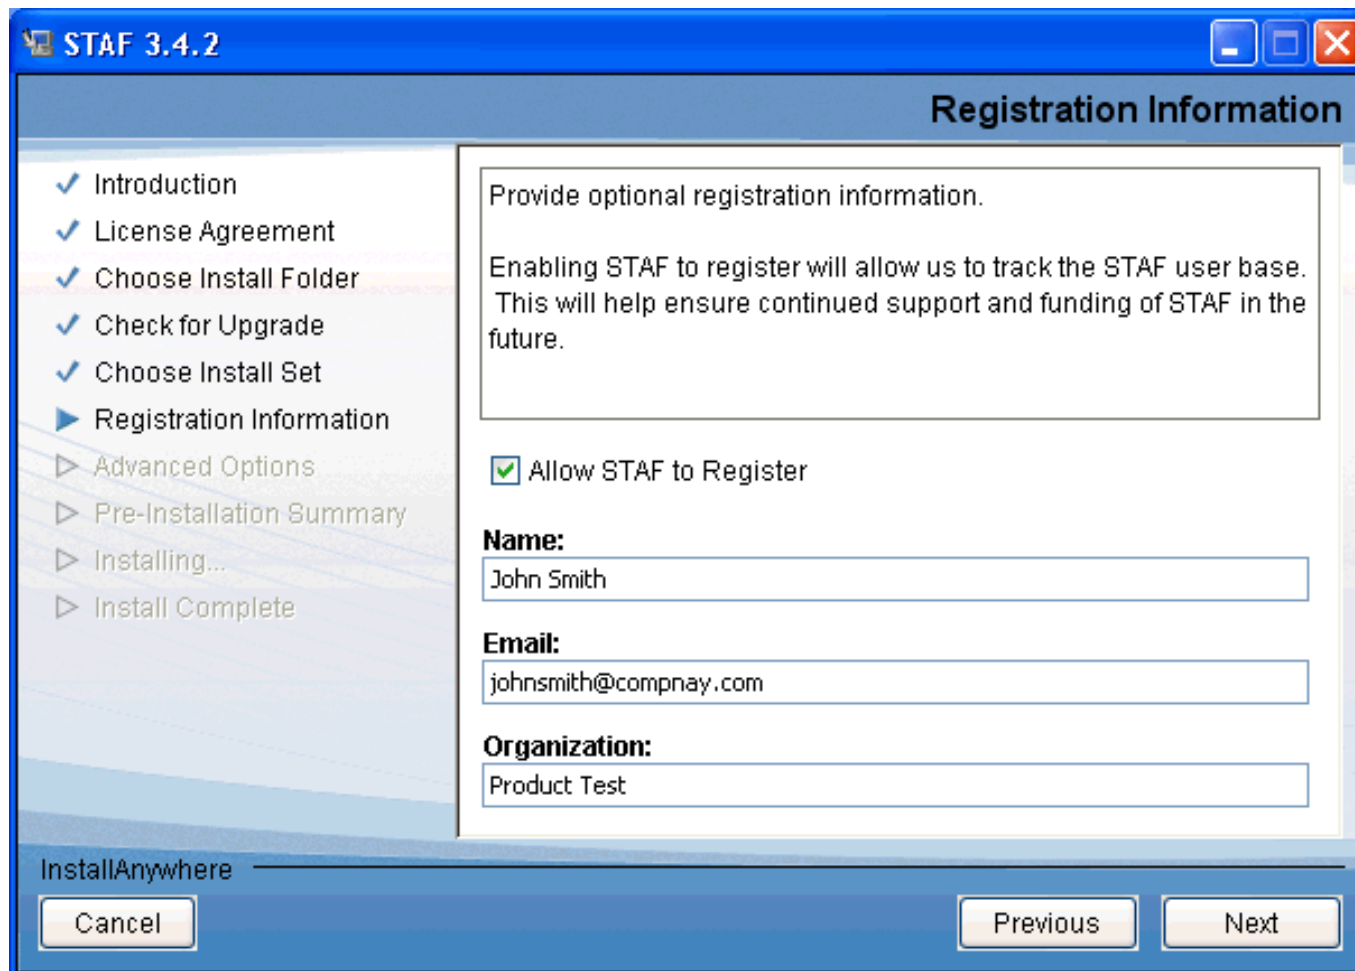 STAF 3.4.2
Registration Information
Introduction
License Agreement
Choose Install Folder
Check for Upgrade
Choose Install Set
Registration Information
Advanced Options
Pre-Installation Summary
Installing...
Install Complete
Provide optional registration information.
Enabling STAF to register will allow us to track the STAF user base.
This will help ensure continued support and funding of STAF in the
future.
Allow STAF to Register
Name:
John Smith
Email:
johnsmith@compnay.com
Organization:
Product Test
InstallAnywhere
Cancel
Previous
Next